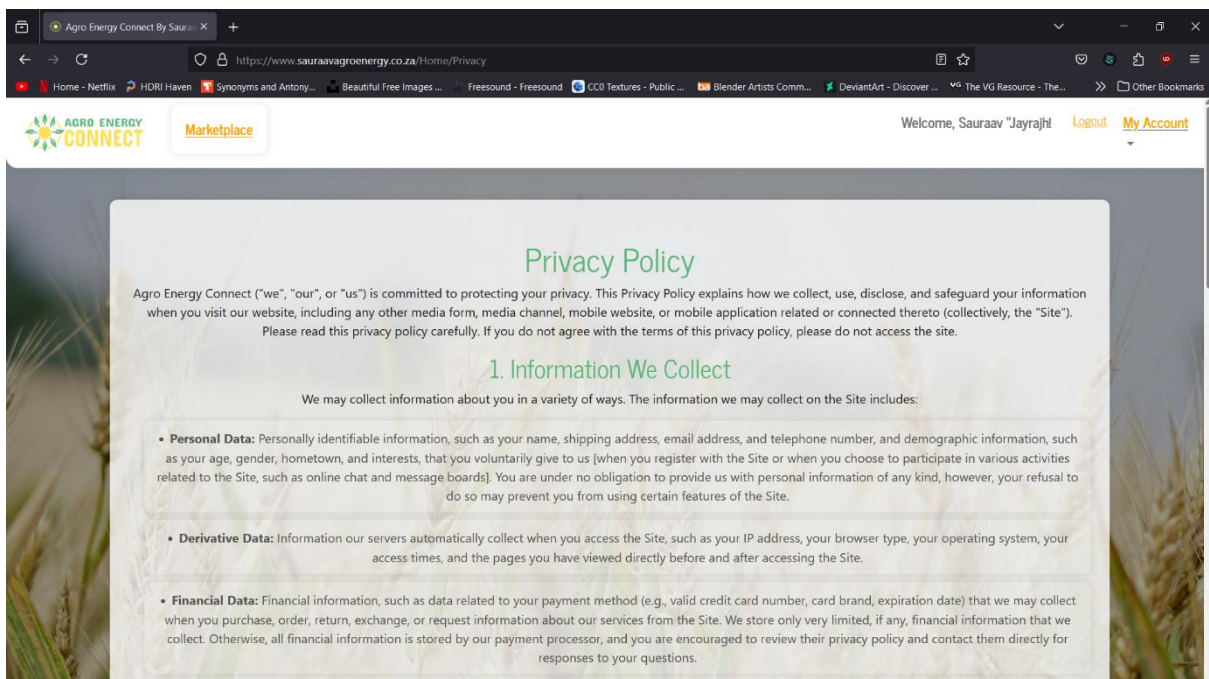 Agro Energy Connect By Saura
https://www.sauraavagroenergy.co.za/Home/Privacy
Home - Netflix HDRI Haven Synonyms and Antony... Beautiful Free Images ... Freesound - Freesound CC0 Textures - Public ... Blender Artists Comm... DeviantArt - Discover ... VG The VG Resource - The... Other Bookmarks
AGRO ENERGY
CONNECT
Marketplace
Welcome, Sauraav "Jayrajh!
Logout
My Account
Privacy Policy
Agro Energy Connect ("we", "our", or "us") is committed to protecting your privacy. This Privacy Policy explains how we collect, use, disclose, and safeguard your information
when you visit our website, including any other media form, media channel, mobile website, or mobile application related or connected thereto (collectively, the "Site").
Please read this privacy policy carefully. If you do not agree with the terms of this privacy policy, please do not access the site.
1. Information We Collect
We may collect information about you in a variety of ways. The information we may collect on the Site includes:
• Personal Data: Personally identifiable information, such as your name, shipping address, email address, and telephone number, and demographic information, such
as your age, gender, hometown, and interests, that you voluntarily give to us [when you register with the Site or when you choose to participate in various activities
related to the Site, such as online chat and message boards]. You are under no obligation to provide us with personal information of any kind, however, your refusal to
do so may prevent you from using certain features of the Site.
• Derivative Data: Information our servers automatically collect when you access the Site, such as your IP address, your browser type, your operating system, your
access times, and the pages you have viewed directly before and after accessing the Site.
• Financial Data: Financial information, such as data related to your payment method (e.g., valid credit card number, card brand, expiration date) that we may collect
when you purchase, order, return, exchange, or request information about our services from the Site. We store only very limited, if any, financial information that we
collect. Otherwise, all financial information is stored by our payment processor, and you are encouraged to review their privacy policy and contact them directly for
responses to your questions.